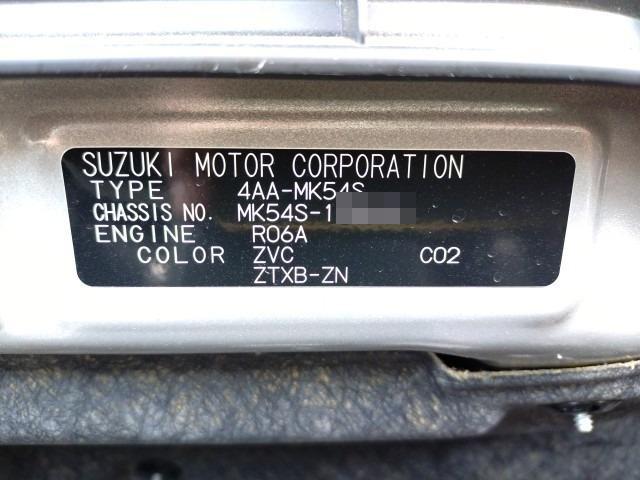 SUZUKI MOTOR CORPORATION
TYPE 4AA-MK54S
CHASSIS NO. MK54S-1
ENGINE R06A
COLOR ZVC C02
ZTXB-ZN